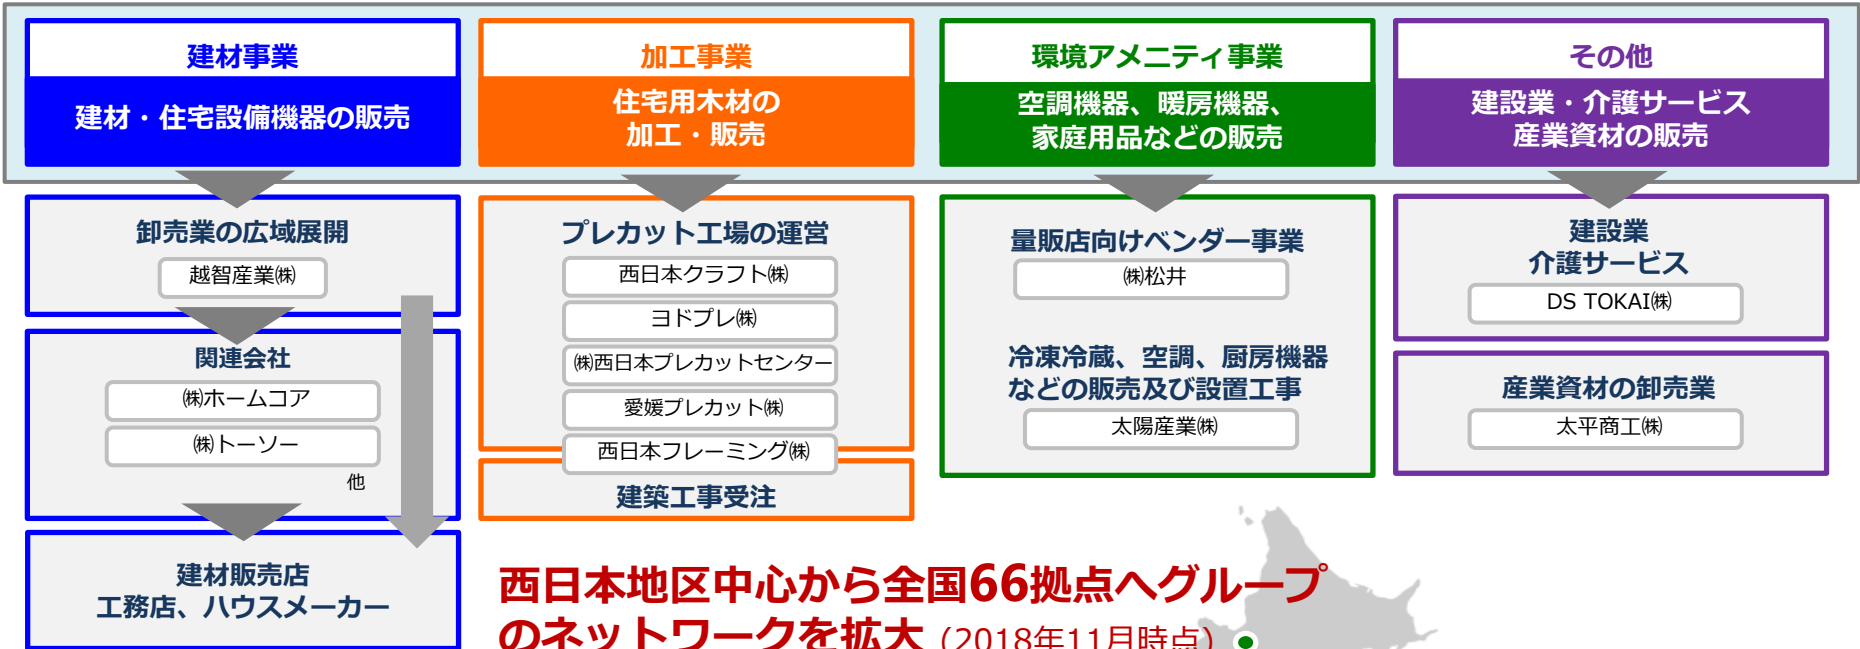 建材事業
建材・住宅設備機器の販売
卸売業の広域展開
越智産業㈱
関連会社
㈱ホームコア
㈱トーソー
他
建材販売店
工務店、ハウスメーカー
加工事業
住宅用木材の
加工・販売
プレカット工場の運営
西日本クラフト㈱
ヨドプレ㈱
㈱西日本プレカットセンター
愛媛プレカット㈱
西日本フレーミング㈱
建築工事受注
環境アメニティ事業
空調機器、暖房機器、
家庭用品などの販売
量販店向けベンダー事業
㈱松井
冷凍冷蔵、空調、厨房機器
などの販売及び設置工事
太陽産業㈱
その他
建設業・介護サービス
産業資材の販売
建設業
介護サービス
DS TOKAI㈱
産業資材の卸売業
太平商工㈱
西日本地区中心から全国66拠点へグループ
のネットワークを拡大（2018年11月時点）